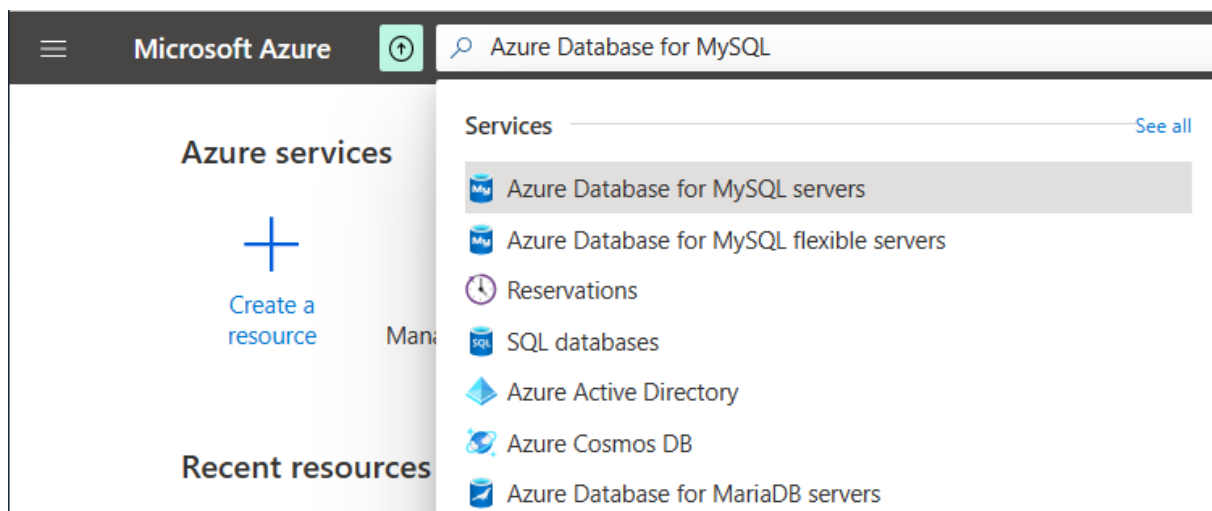 Microsoft Azure
Azure Database for MySQL
Services
See all
Azure services
Azure Database for MySQL servers
Azure Database for MySQL flexible servers
Reservations
Create a
resource
SQL databases
Azure Active Directory
Azure Cosmos DB
Recent resources
Azure Database for MariaDB servers